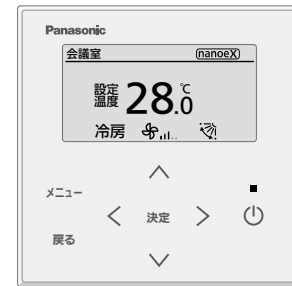 Panasonic
会議室 nanoeX
設定温度 28.0℃
冷房
メニュー
決定
戻る